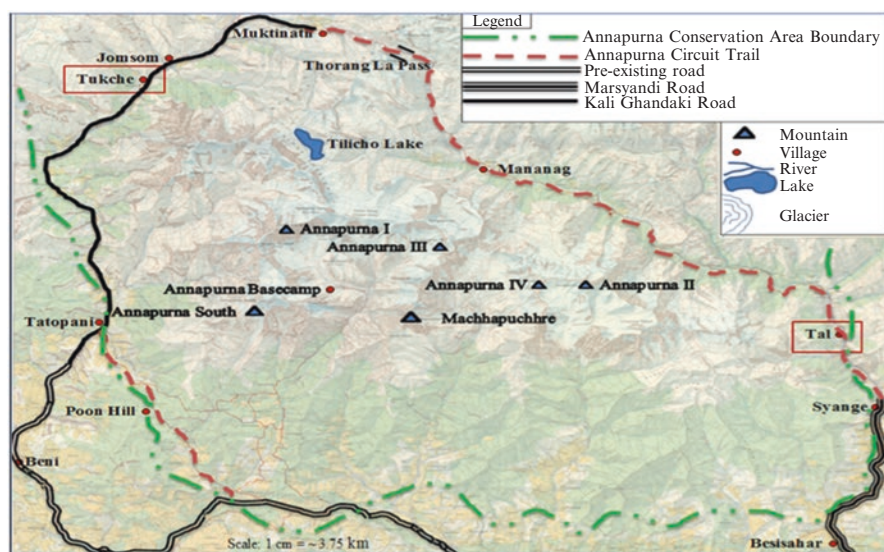 Legend
Annapurna Conservation Area Boundary
Annapurna Circuit Trail
Pre-existing road
Marsyandi Road
Kali Ghandaki Road
Mountain
Village
River
Lake
Glacier
Muktinath
Jomsom
Thorang La Pass
Tukche
Tilicho Lake
Mananag
Annapurna I
Annapurna III
Annapurna Basecamp
Annapurna IV
Annapurna II
Annapurna South
Machhapuchhre
Tatopani
Tal
Poon Hill
Syange
Beni
Scale: 1 cm = ~3.75 km
Besisahar